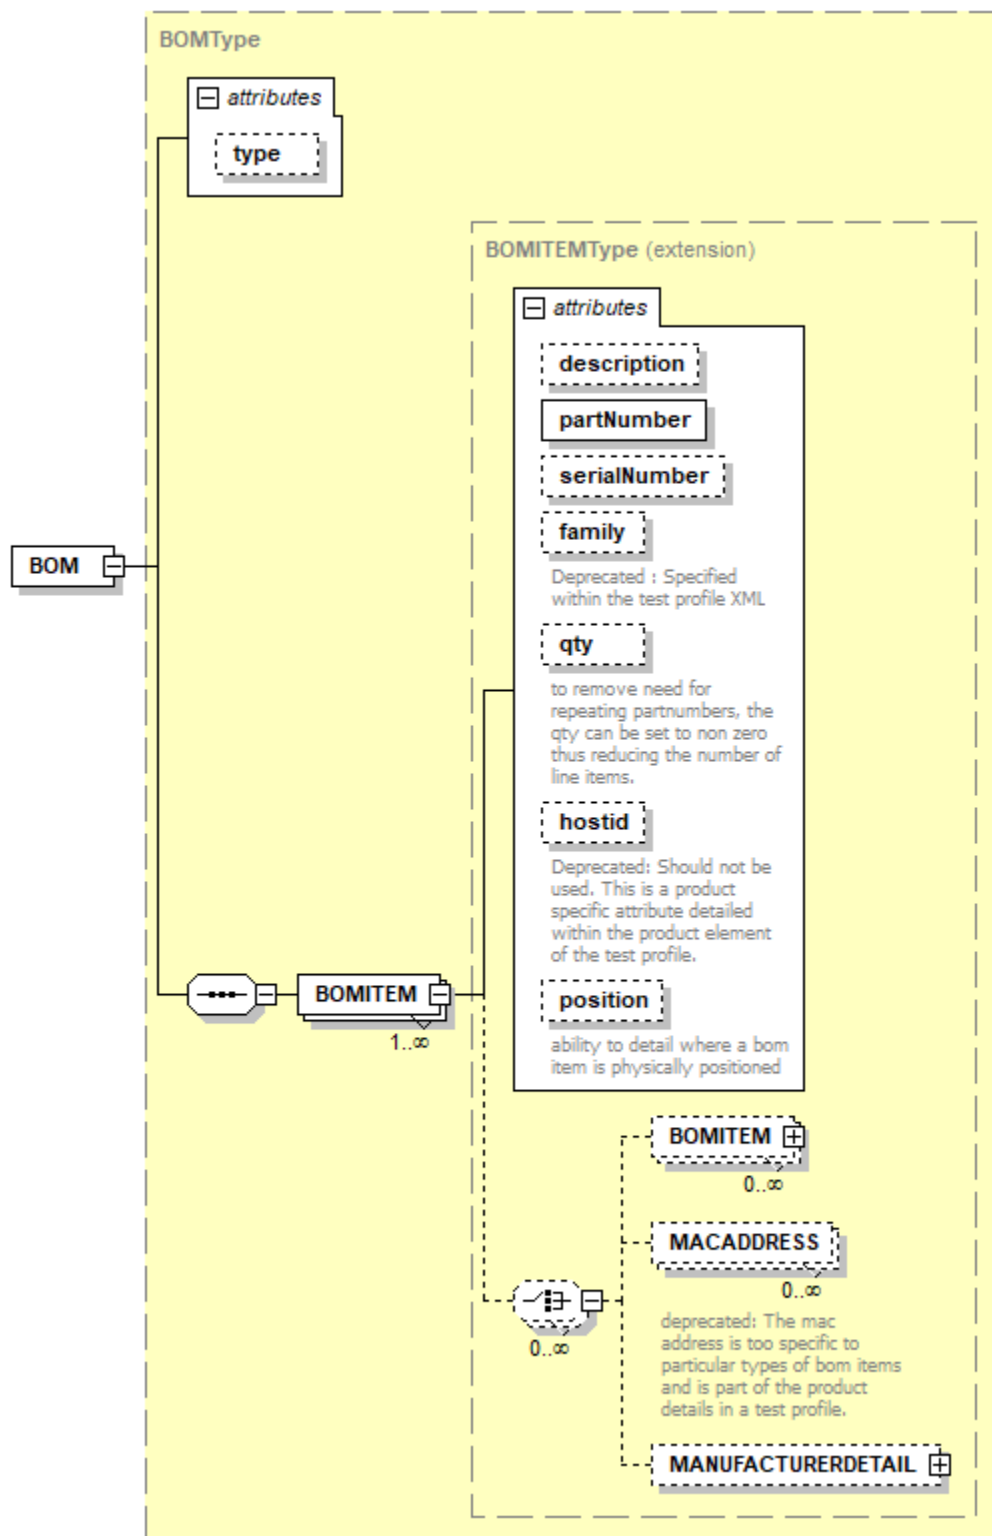 BOMType
attributes
type
BOMITEMType (extension)
attributes
description
partNumber
serialNumber
family
Deprecated : Specified
within the test profile XML
qty
to remove need for
repeating partnumbers, the
qty can be set to non zero
thus reducing the number of
line items.
hostid
Deprecated: Should not be
used. This is a product
specific attribute detailed
within the product element
of the test profile.
position
ability to detail where a bom
item is physically positioned
BOM
BOMITEM
1..∞
BOMITEM
0..∞
MACADDRESS
0..∞
deprecated: The mac
address is too specific to
particular types of bom items
and is part of the product
details in a test profile.
0..∞
MANUFACTURERDETAIL